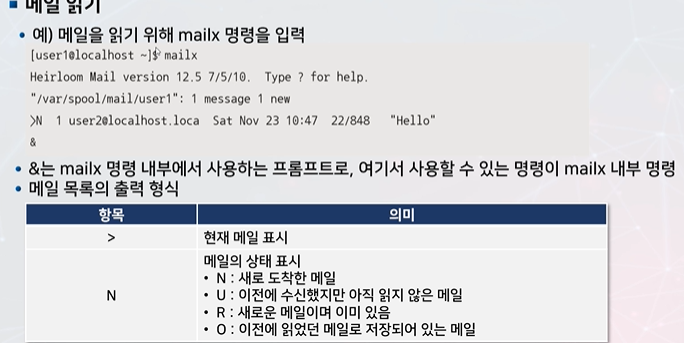 메일 읽기
예) 메일을 읽기 위해 mailx 명령을 입력
[user1@localhost ~]$ mailx
Heirloom Mail version 12.5 7/5/10. Type ? for help.
"/var/spool/mail/user1": 1 message 1 new
>N 1 user2@localhost.loca Sat Nov 23 10:47 22/848 "Hello"
&
&는 mailx 명령 내부에서 사용하는 프롬프트로, 여기서 사용할 수 있는 명령이 mailx 내부 명령
메일 목록의 출력 형식
항목 의미
> 현재 메일 표시
N 메일의 상태 표시
• N : 새로 도착한 메일
• U : 이전에 수신했지만 아직 읽지 않은 메일
• R : 새로운 메일이며 이미 있음
• O : 이전에 읽었던 메일로 저장되어 있는 메일